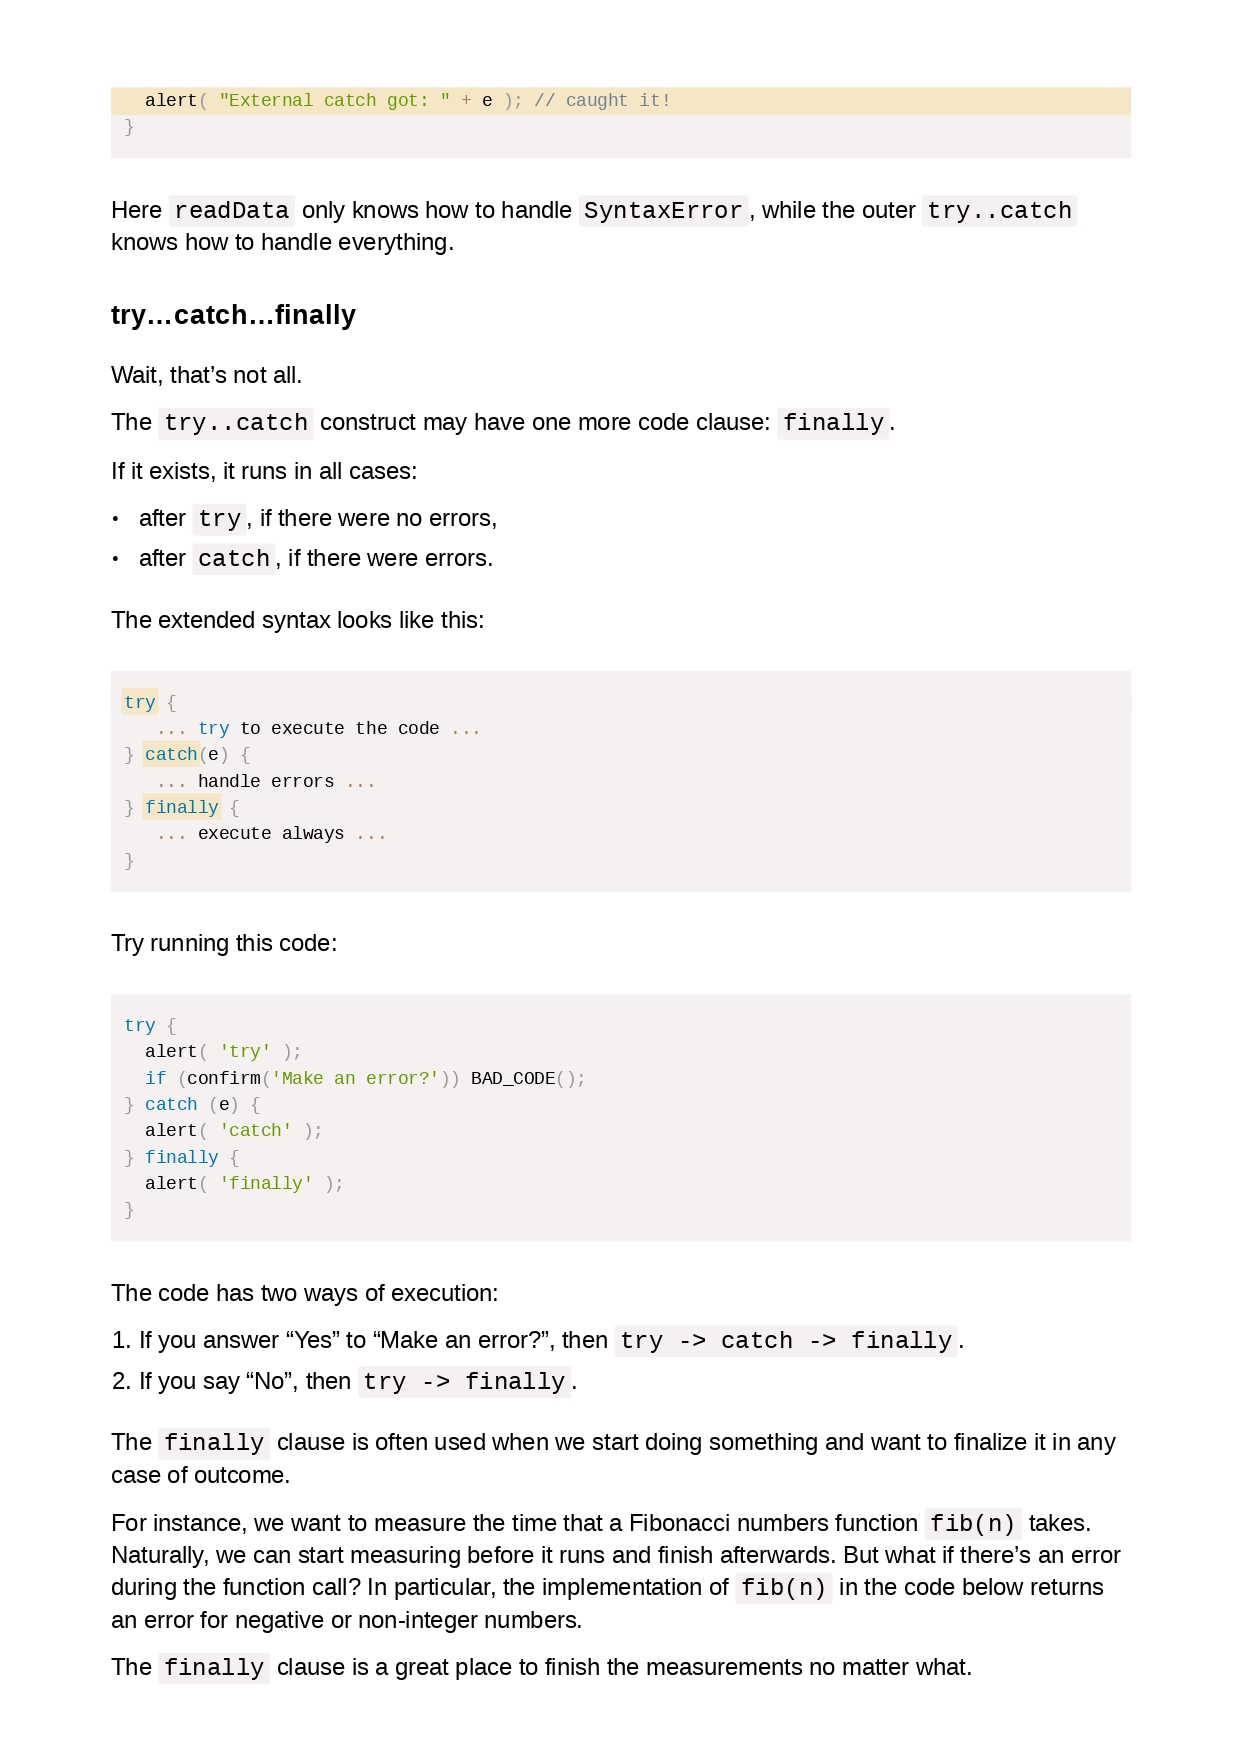 alert( "External catch got: " + e ); // caught it!
}
Here readData only knows how to handle SyntaxError, while the outer try..catch
knows how to handle everything.
try…catch…finally
Wait, that’s not all.
The try..catch construct may have one more code clause: finally.
If it exists, it runs in all cases:
• after try, if there were no errors,
• after catch, if there were errors.
The extended syntax looks like this:
try {
   ... try to execute the code ...
} catch(e) {
   ... handle errors ...
} finally {
   ... execute always ...
}
Try running this code:
try {
  alert( 'try' );
  if (confirm('Make an error?')) BAD_CODE();
} catch (e) {
  alert( 'catch' );
} finally {
  alert( 'finally' );
}
The code has two ways of execution:
1. If you answer “Yes” to “Make an error?”, then try -> catch -> finally.
2. If you say “No”, then try -> finally.
The finally clause is often used when we start doing something and want to finalize it in any
case of outcome.
For instance, we want to measure the time that a Fibonacci numbers function fib(n) takes.
Naturally, we can start measuring before it runs and finish afterwards. But what if there’s an error
during the function call? In particular, the implementation of fib(n) in the code below returns
an error for negative or non-integer numbers.
The finally clause is a great place to finish the measurements no matter what.